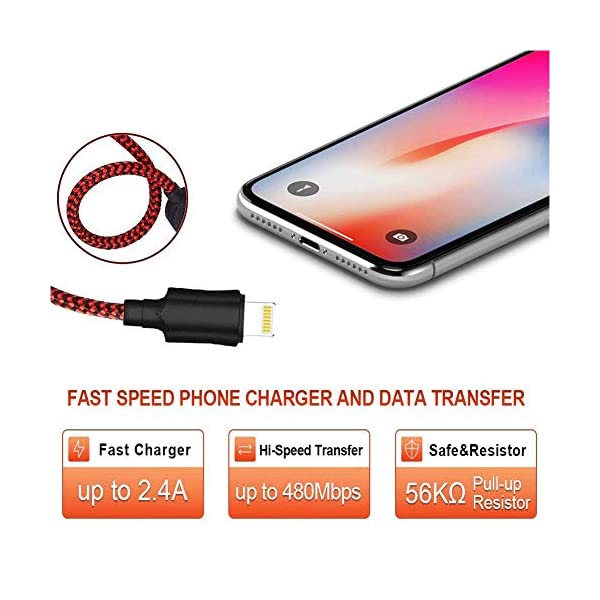 FAST SPEED PHONE CHARGER AND DATA TRANSFER
Fast Charger
up to 2.4A
Hi-Speed Transfer
up to 480Mbps
Safe&Resistor
56KΩ Pull-up
Resistor